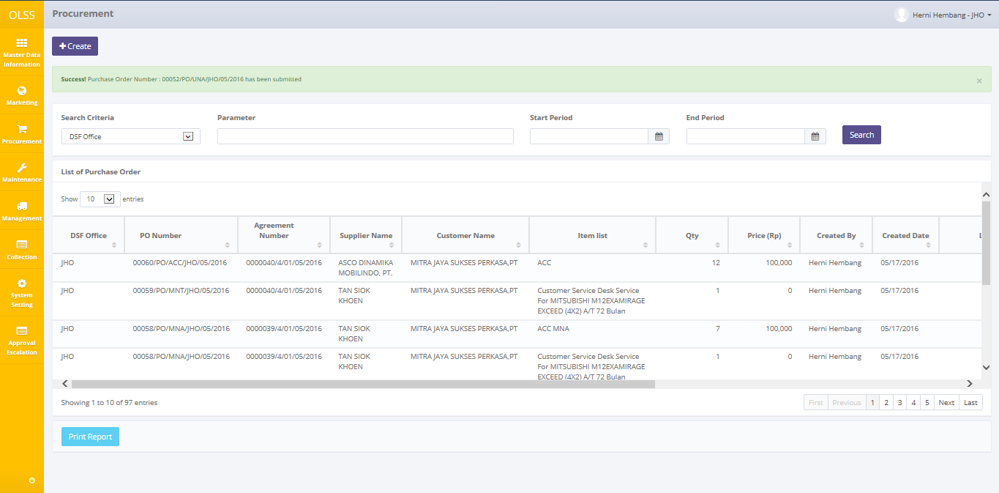 OLSS
Procurement
Herni Hembang - JHO
Master Data
Information
Marketing
Procurement
Maintenance
Management
Collection
System
Setting
Approval
Escalation
Create
Success! Purchase Order Number : 00052/PO/UNA/JHO/05/2016 has been submitted
×
Search Criteria Parameter Start Period End Period
DSF Office
Search
List of Purchase Order
Show 10 entries
DSF Office PO Number Agreement Number Supplier Name Customer Name Item list Qty Price (Rp) Created By Created Date
JHO 00060/PO/ACC/JHO/05/2016 0000040/4/01/05/2016 ASCO DINAMIKA MITRA JAYA SUKSES PERKASA,PT ACC 12 100,000 Herni Hembang 05/17/2016
MOBILINDO, PT.
JHO 00059/PO/MNT/JHO/05/2016 0000040/4/01/05/2016 TAN SIOK MITRA JAYA SUKSES PERKASA,PT Customer Service Desk Service 1 0 Herni Hembang 05/17/2016
KHOEN For MITSUBISHI M12EXAMIRAGE
EXCEED (4X2) A/T 72 Bulan
JHO 00058/PO/MNA/JHO/05/2016 0000039/4/01/05/2016 TAN SIOK MITRA JAYA SUKSES PERKASA,PT ACC MNA 7 100,000 Herni Hembang 05/17/2016
KHOEN
JHO 00058/PO/MNA/JHO/05/2016 0000039/4/01/05/2016 TAN SIOK MITRA JAYA SUKSES PERKASA,PT Customer Service Desk Service 1 0 Herni Hembang 05/17/2016
KHOEN For MITSUBISHI M12EXAMIRAGE
EXCEED (4X2) A/T 72 Bulan
Showing 1 to 10 of 97 entries
First Previous 1 2 3 4 5 Next Last
Print Report